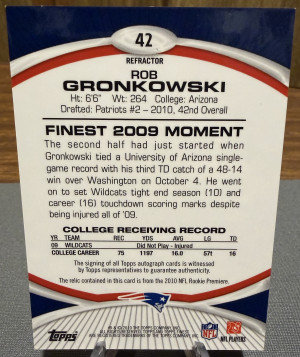 42
REFRACTOR
ROB
GRONKOWSKI
Ht: 6'6" Wt: 264 College: Arizona
Drafted: Patriots #2 – 2010, 42nd Overall
FINEST 2009 MOMENT
The second half had just started when
Gronkowski tied a University of Arizona single-
game record with his third TD catch of a 48-14
win over Washington on October 4. He went
on to set Wildcats tight end season (10) and
career (16) touchdown scoring marks despite
being injured all of '09.
COLLEGE RECEIVING RECORD
YR TEAM REC YDS AVG LG TD
09 WILDCATS Did Not Play - Injured
COLLEGE CAREER 75 1197 16.0 57t 16
The signing of all Topps autograph cards is witnessed
by Topps representatives to guarantee authenticity.
The relic contained in this card is from the 2010 NFL Rookie Premiere.
Topps
NFL
NFL PLAYERS